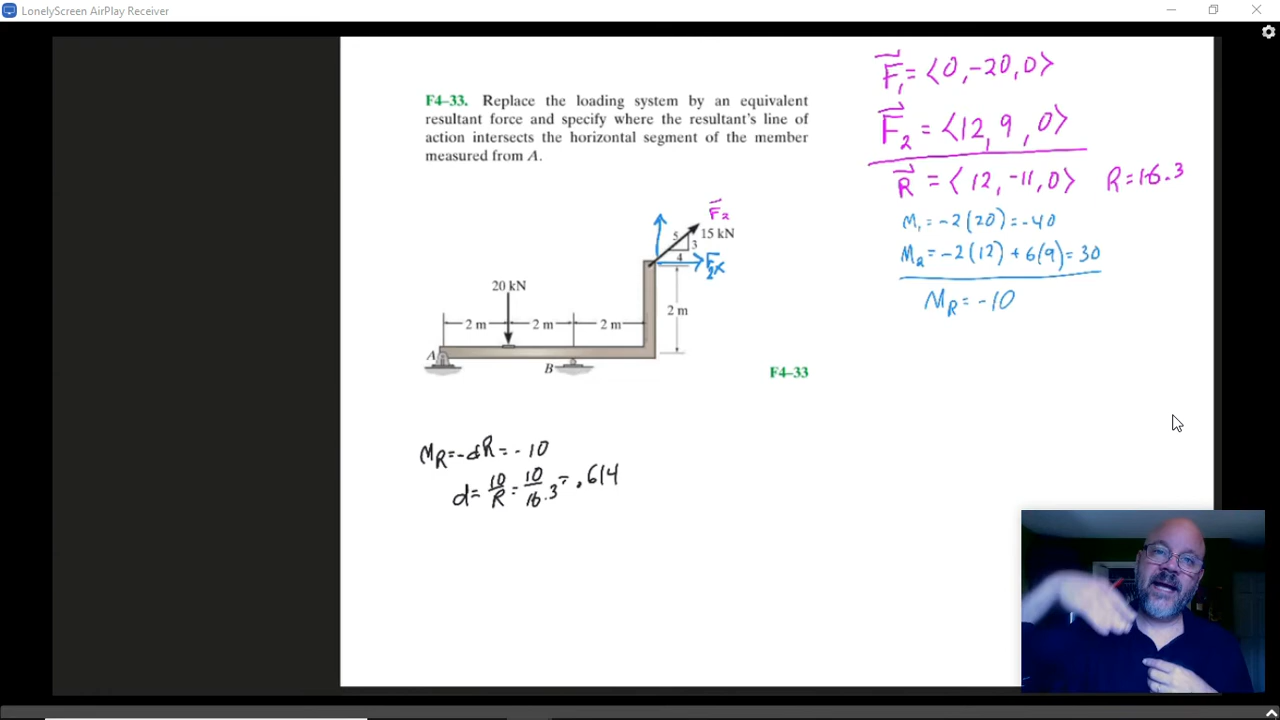 LonelyScreen AirPlay Receiver
F4–33. Replace the loading system by an equivalent
resultant force and specify where the resultant's line of
action intersects the horizontal segment of the member
measured from A.
F⃗₁ = ⟨0, -20, 0⟩
F⃗₂ = ⟨12, 9, 0⟩
R⃗ = ⟨12, -11, 0⟩ R = 16.3
M₁ = -2(20) = -40
M₂ = -2(12) + 6(9) = 30
M_R = -10
F⃗₂
15 kN
5
3
4
F₂x
20 kN
2 m
2 m
2 m
2 m
A
B
F4–33
M_R = -dR = -10
d = 10/R = 10/16.3 = .614